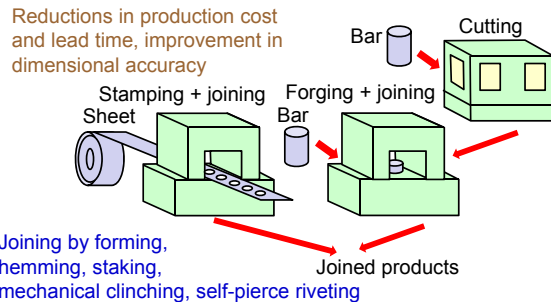 Reductions in production cost
and lead time, improvement in
dimensional accuracy
Bar
Cutting
Stamping + joining
Forging + joining
Sheet
Bar
Joining by forming,
hemming, staking,
mechanical clinching, self-pierce riveting
Joined products